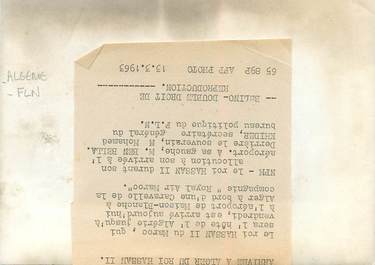 ALGERIE
- FLN
ARRIVEE A ALGER DU ROI HASSAN II
Le roi HASSAN II du Maroc, qui
sera l'hôte de l'Algérie jusqu'à
vendredi, est arrivé aujourd'hui
à l'aéroport de Maison-Blanche à
Alger à bord d'une Caravelle de la
compagnie "Royal Air Maroc".
NPM - Le roi HASSAN II durant son
allocution à son arrivée à l'
aéroport. A sa gauche, M. BEN BELLA.
Derrière le souverain, M Mohamed
KHIDER, secrétaire général du
bureau politique du F.L.N.
-- BELINO- DOUBLE DROIT DE
REPRODUCTION. ------------
65 89P AFP PHOTO 13.3.1963